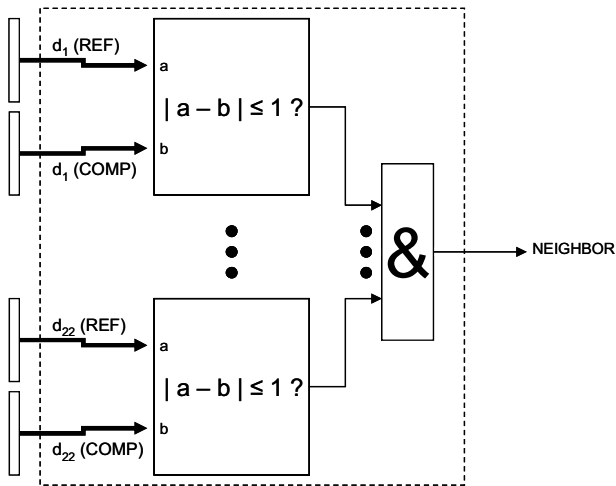 d1 (REF)
a
| a – b | ≤ 1 ?
b
d1 (COMP)
&
NEIGHBOR
d22 (REF)
a
| a – b | ≤ 1 ?
b
d22 (COMP)